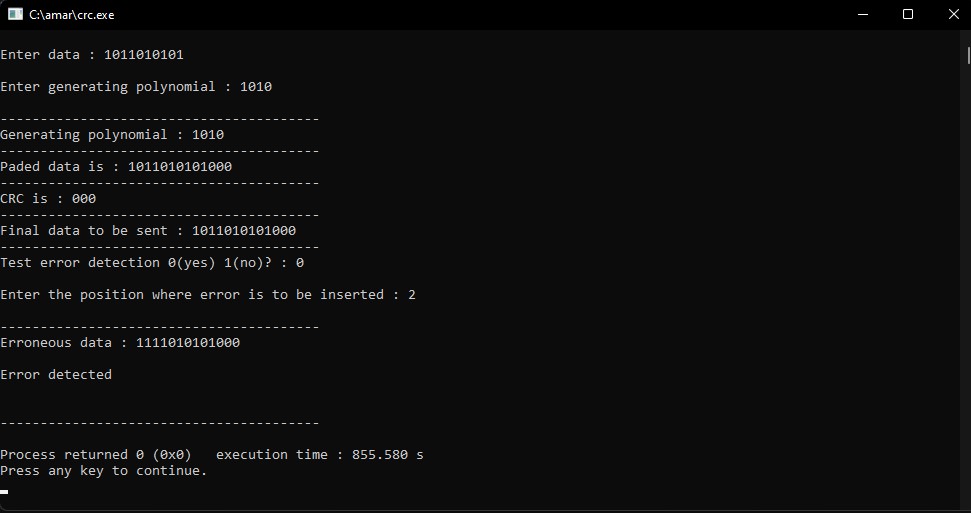 C:\amar\crc.exe
Enter data : 1011010101
Enter generating polynomial : 1010
----------------------------------------
Generating polynomial : 1010
----------------------------------------
Paded data is : 1011010101000
----------------------------------------
CRC is : 000
----------------------------------------
Final data to be sent : 1011010101000
----------------------------------------
Test error detection 0(yes) 1(no)? : 0
Enter the position where error is to be inserted : 2
----------------------------------------
Erroneous data : 1111010101000
Error detected
----------------------------------------
Process returned 0 (0x0)   execution time : 855.580 s
Press any key to continue.